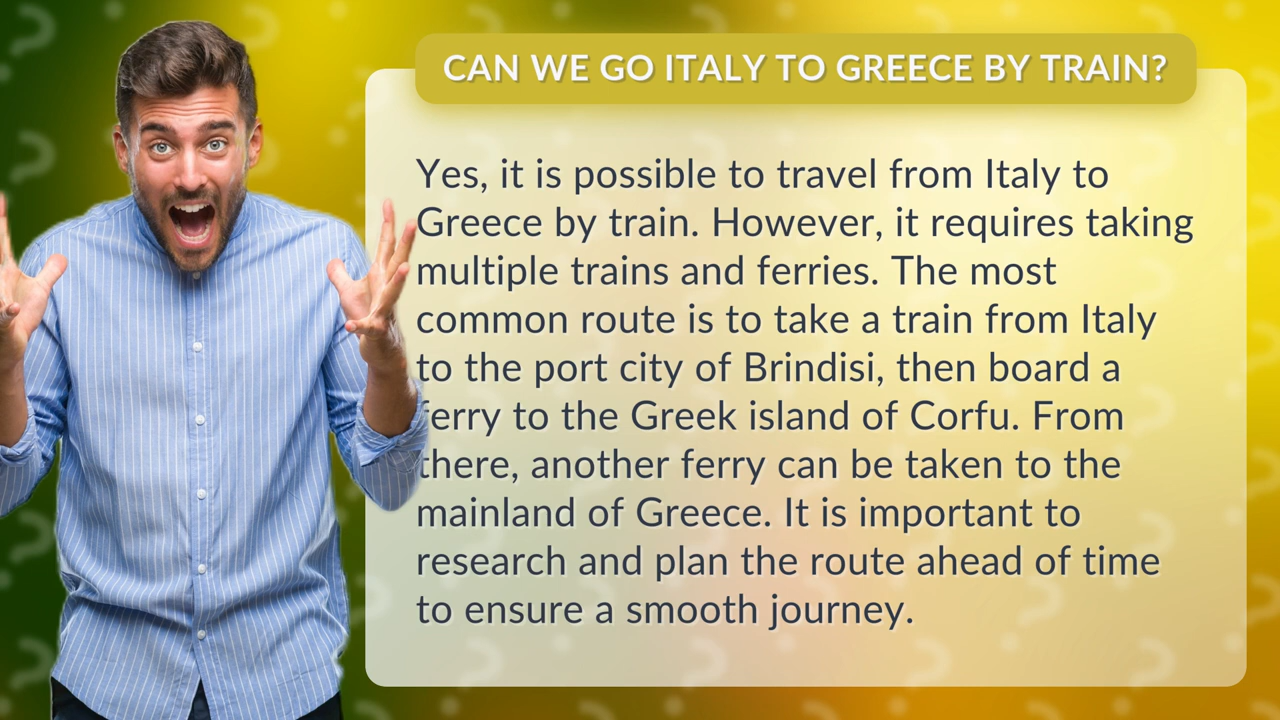 CAN WE GO ITALY TO GREECE BY TRAIN?
Yes, it is possible to travel from Italy to
Greece by train. However, it requires taking
multiple trains and ferries. The most
common route is to take a train from Italy
to the port city of Brindisi, then board a
ferry to the Greek island of Corfu. From
there, another ferry can be taken to the
mainland of Greece. It is important to
research and plan the route ahead of time
to ensure a smooth journey.